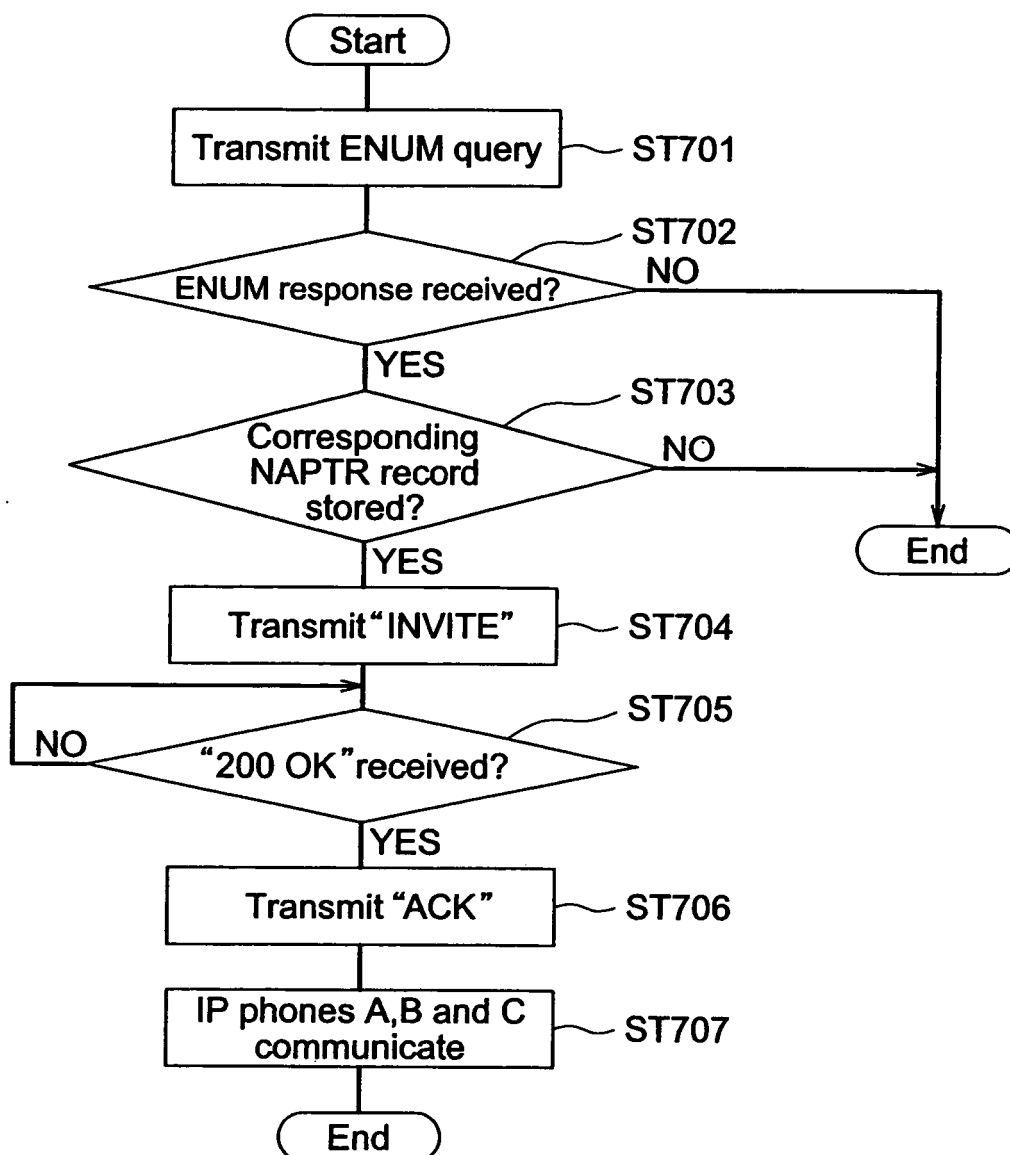 Start
Transmit ENUM query
ST701
ST702
ENUM response received?
NO
YES
ST703
Corresponding
NAPTR record
stored?
NO
End
YES
Transmit “INVITE”
ST704
ST705
NO
“200 OK” received?
YES
Transmit “ACK”
ST706
IP phones A,B and C
communicate
ST707
End